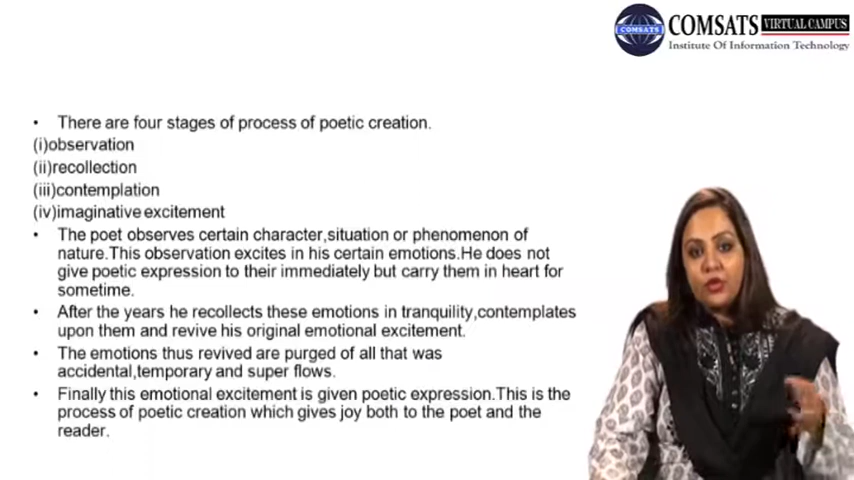 COMSATS
COMSATS VIRTUAL CAMPUS
Institute Of Information Technology
• There are four stages of process of poetic creation.
(i)observation
(ii)recollection
(iii)contemplation
(iv)imaginative excitement
• The poet observes certain character,situation or phenomenon of
nature.This observation excites in his certain emotions.He does not
give poetic expression to their immediately but carry them in heart for
sometime.
• After the years he recollects these emotions in tranquility,contemplates
upon them and revive his original emotional excitement.
• The emotions thus revived are purged of all that was
accidental,temporary and super flows.
• Finally this emotional excitement is given poetic expression.This is the
process of poetic creation which gives joy both to the poet and the
reader.